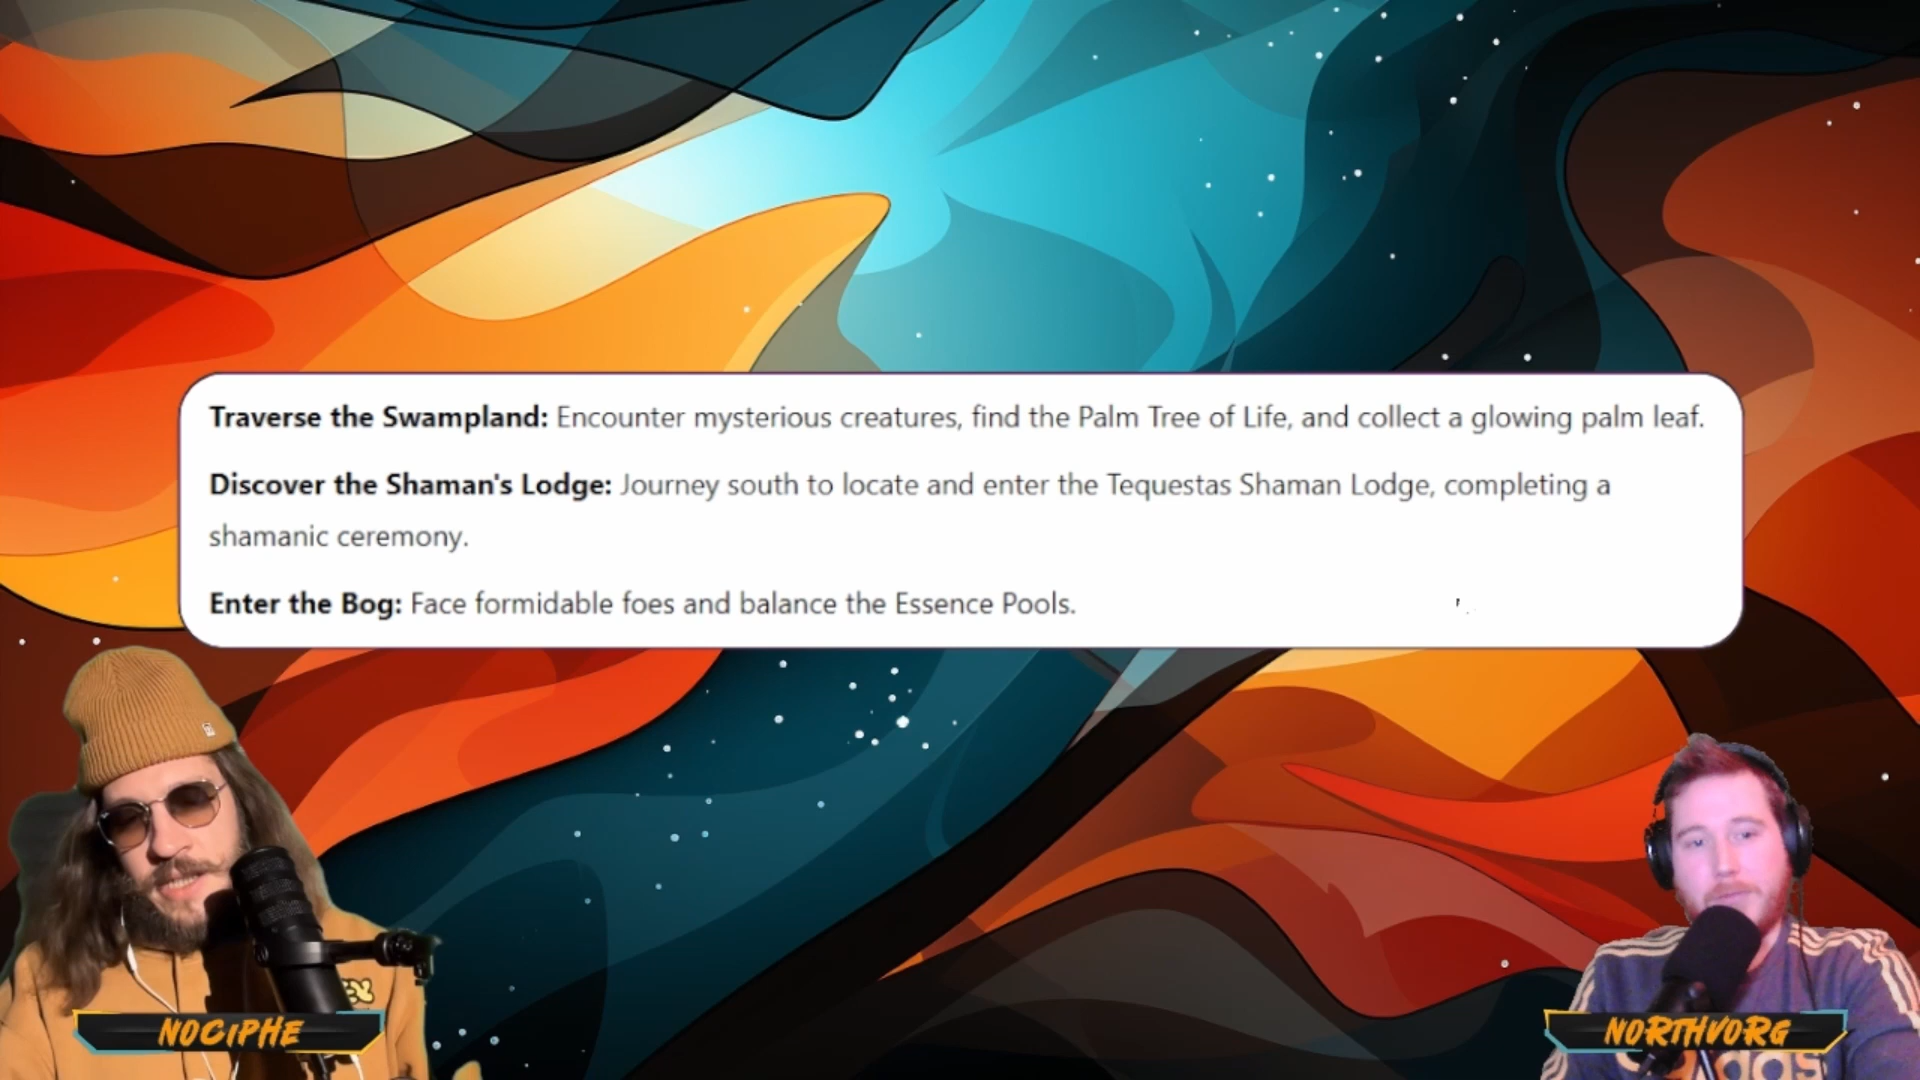 Traverse the Swampland: Encounter mysterious creatures, find the Palm Tree of Life, and collect a glowing palm leaf.
Discover the Shaman's Lodge: Journey south to locate and enter the Tequestas Shaman Lodge, completing a
shamanic ceremony.
Enter the Bog: Face formidable foes and balance the Essence Pools.
NOCiPHE
NORTHVORG
adidas